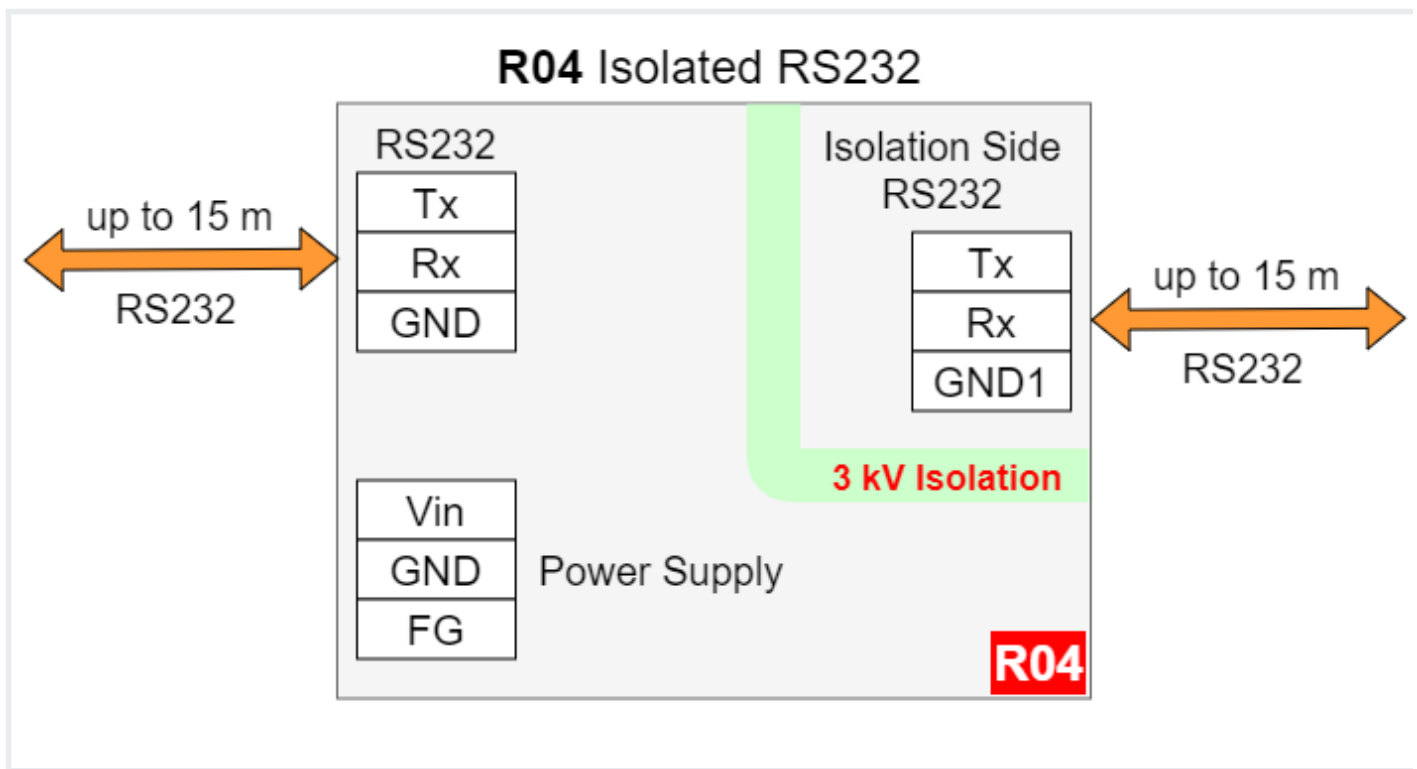 R04 Isolated RS232
RS232
Tx
Rx
GND
up to 15 m
RS232
Isolation Side
RS232
Tx
Rx
GND1
up to 15 m
RS232
3 kV Isolation
Vin
GND
FG
Power Supply
R04